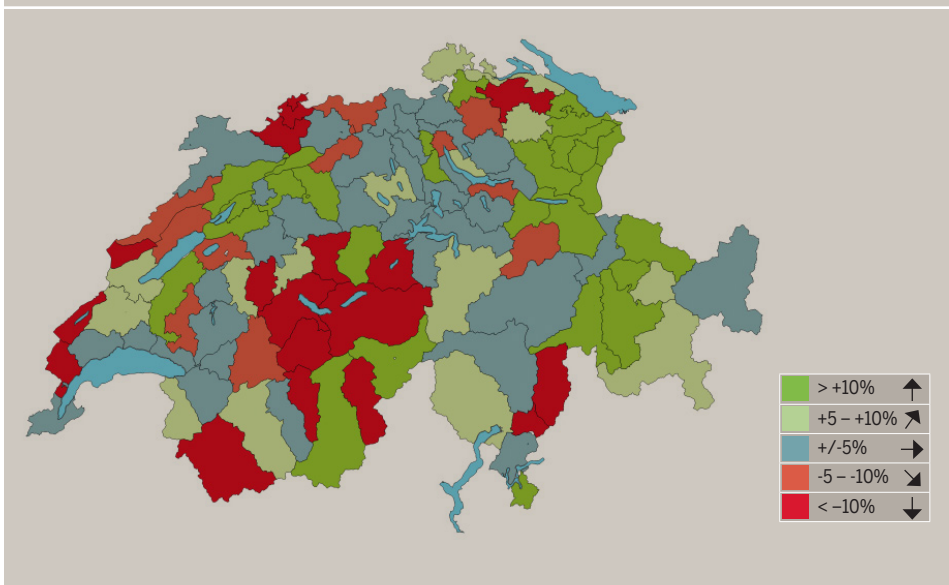 > +10%
+5 – +10%
+/-5%
-5 – -10%
< –10%